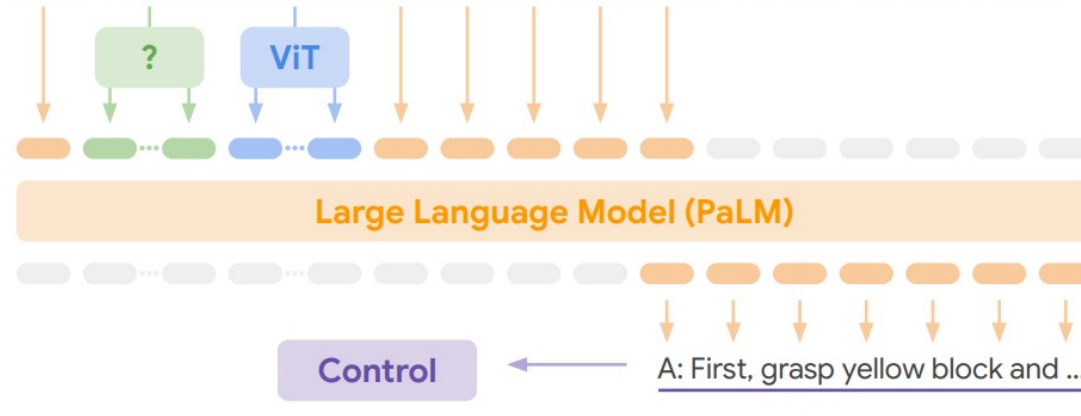 ?
ViT
Large Language Model (PaLM)
Control
A: First, grasp yellow block and ...